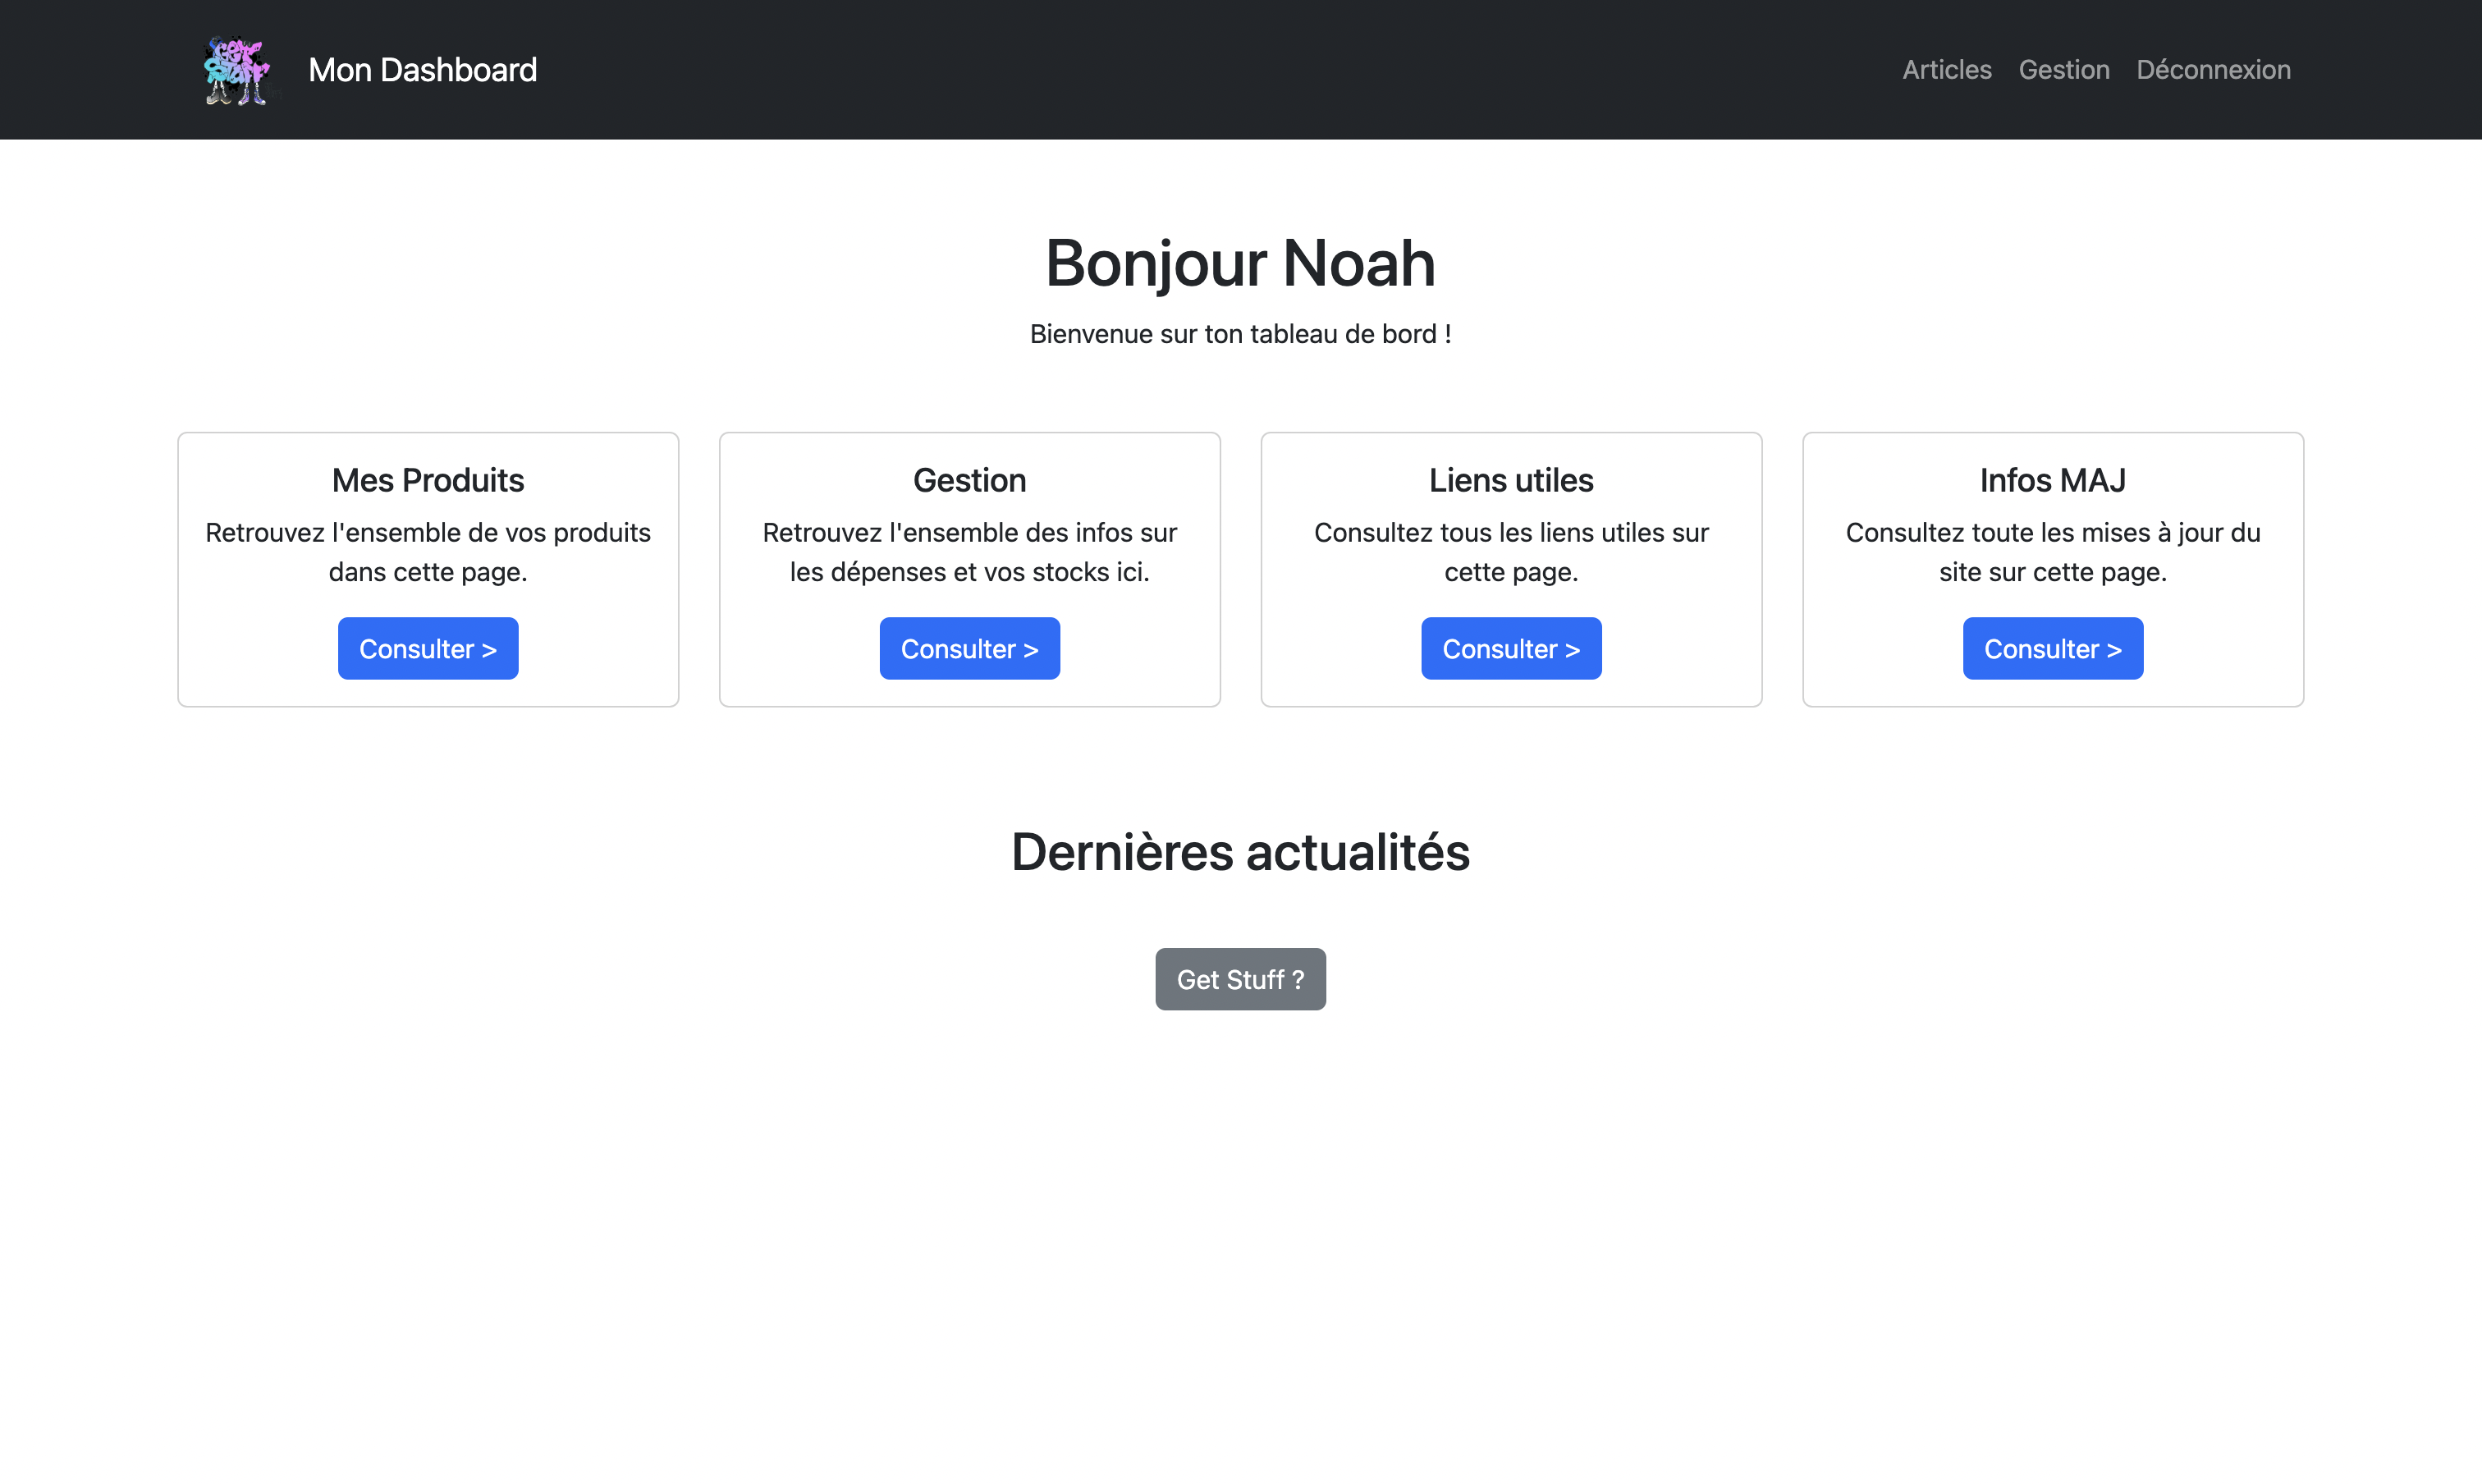 Get Stuff
Mon Dashboard
Articles Gestion Déconnexion
Bonjour Noah
Bienvenue sur ton tableau de bord !
Mes Produits
Retrouvez l'ensemble de vos produits
dans cette page.
Consulter >
Gestion
Retrouvez l'ensemble des infos sur
les dépenses et vos stocks ici.
Consulter >
Liens utiles
Consultez tous les liens utiles sur
cette page.
Consulter >
Infos MAJ
Consultez toute les mises à jour du
site sur cette page.
Consulter >
Dernières actualités
Get Stuff ?